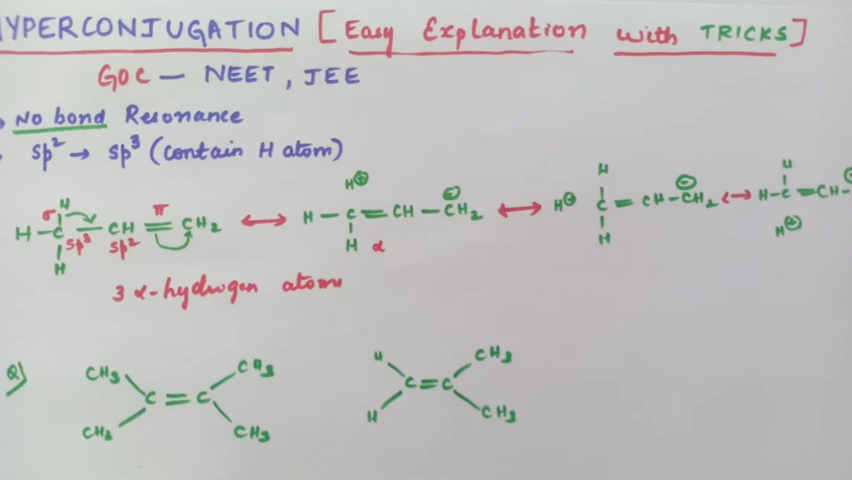 HYPERCONJUGATION [Easy Explanation with TRICKS]
GOC – NEET, JEE
No bond Resonance
sp² → sp³ (contain H atom)
H H⊕ ⊖ H ⊖ H
σ π
H–C–CH=CH₂ ↔ H–C=CH–CH₂ ↔ H⊕ C=CH–CH₂ ↔ H–C=CH–
sp³ sp²
H H α H H⊕
3 α-hydrogen atoms
Q) CH₃ CH₃ H CH₃
C=C C=C
CH₃ CH₃ H CH₃